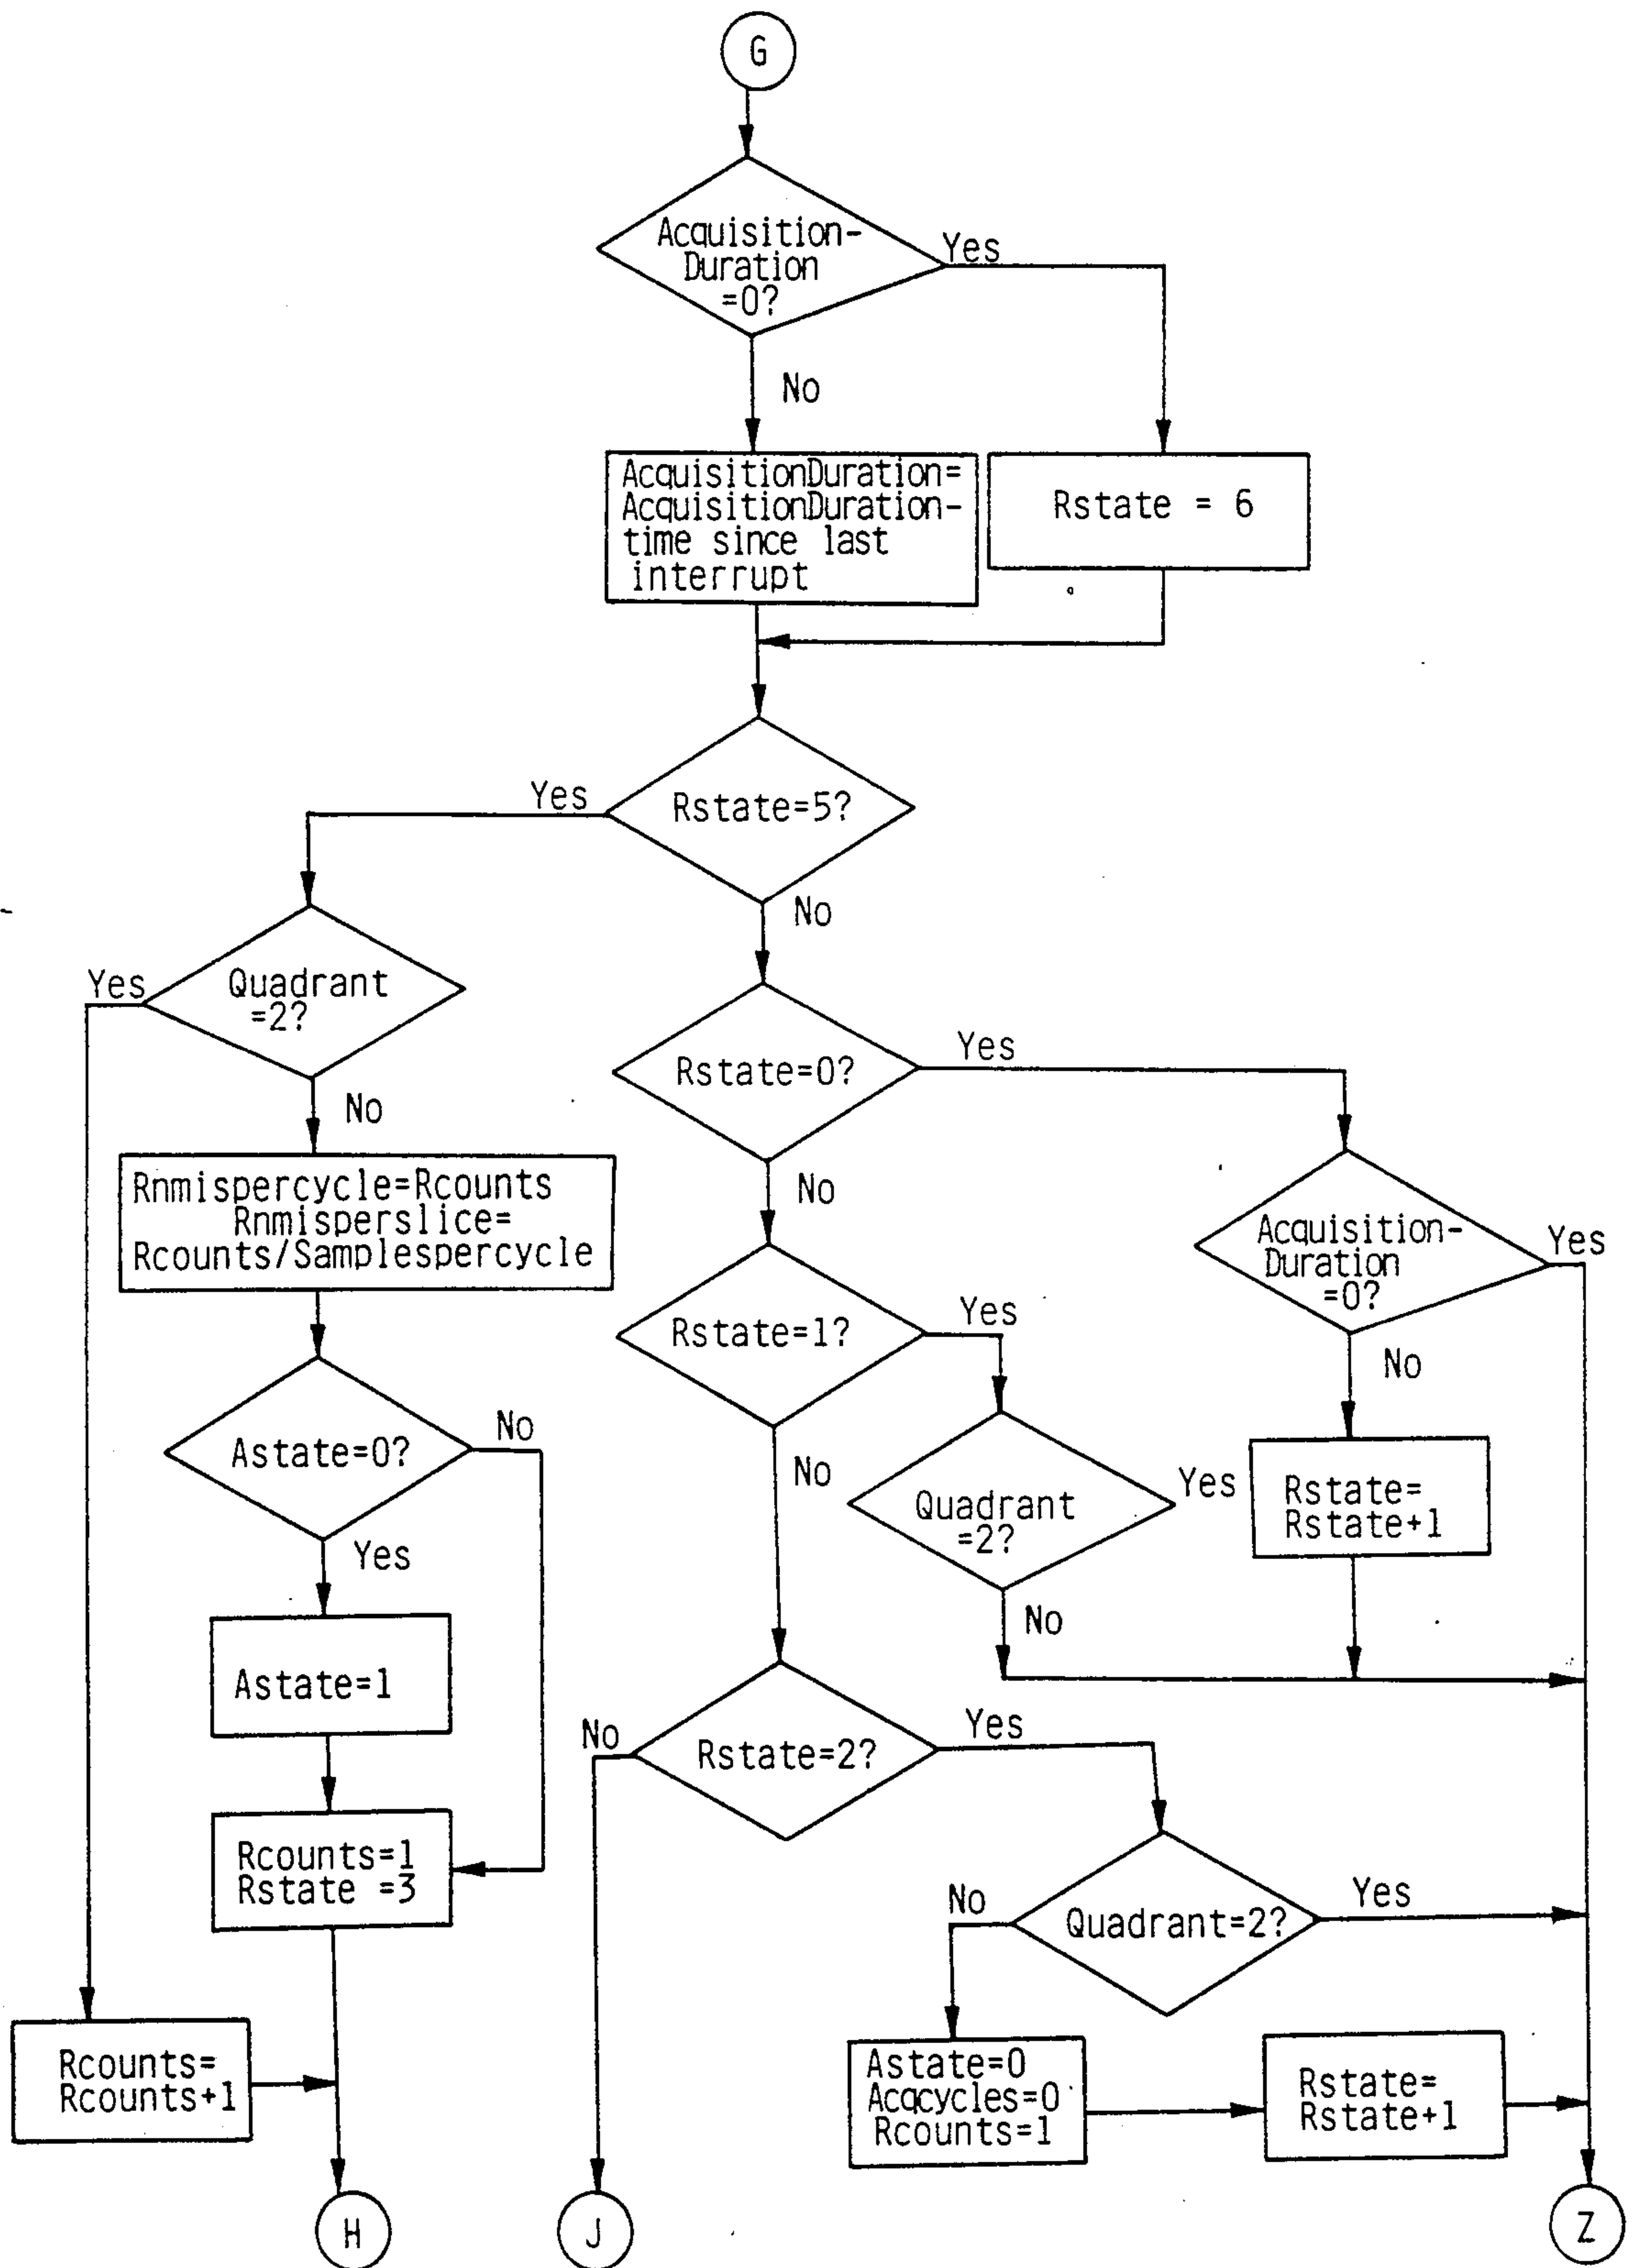 G
Acquisition-
Duration
=0?
Yes
No
AcquisitionDuration=
AcquisitionDuration-
time since last
interrupt
Rstate = 6
Yes
Rstate=5?
No
Yes
Quadrant
=2?
No
Rstate=0?
Yes
No
Rnmispercycle=Rcounts
Rnmisperslice=
Rcounts/Samplespercycle
Acquisition-
Duration
=0?
Yes
No
Rstate=1?
Yes
No
Astate=0?
No
Yes
Quadrant
=2?
Yes
No
Rstate=
Rstate+1
Astate=1
No
Rstate=2?
Yes
Rcounts=1
Rstate =3
No
Quadrant=2?
Yes
Rcounts=
Rcounts+1
Astate=0
Acqcycles=0
Rcounts=1
Rstate=
Rstate+1
H
J
Z